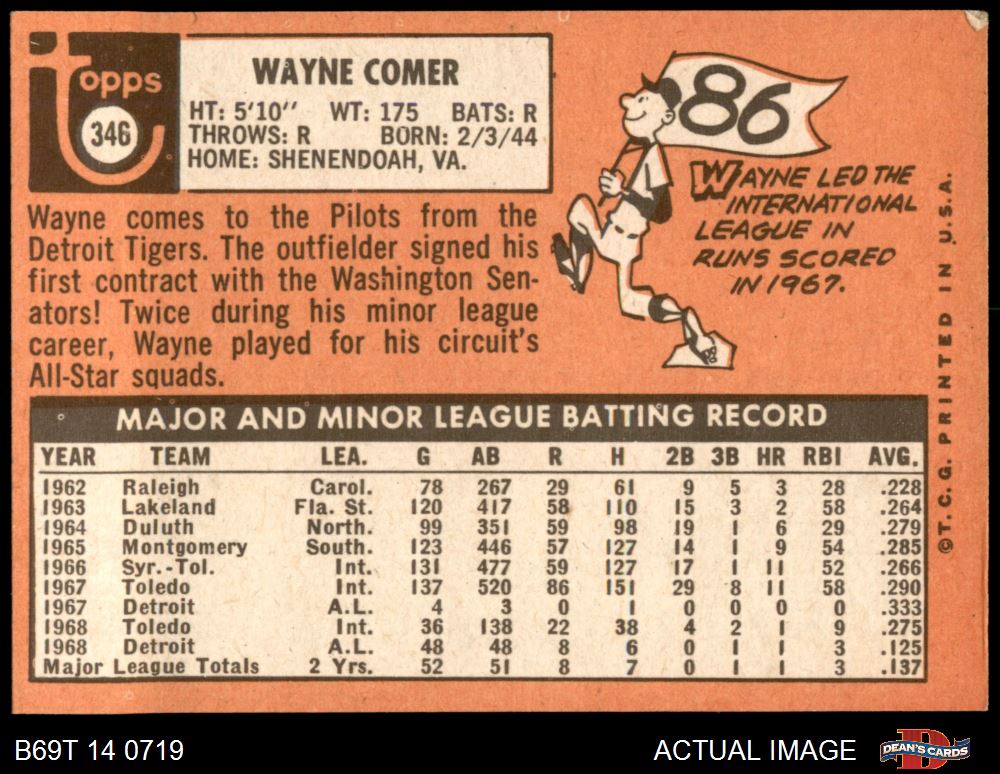 topps
346
WAYNE COMER
HT: 5'10" WT: 175 BATS: R
THROWS: R BORN: 2/3/44
HOME: SHENENDOAH, VA.
Wayne comes to the Pilots from the
Detroit Tigers. The outfielder signed his
first contract with the Washington Sen-
ators! Twice during his minor league
career, Wayne played for his circuit's
All-Star squads.
86
WAYNE LED THE
INTERNATIONAL
LEAGUE IN
RUNS SCORED
IN 1967.
MAJOR AND MINOR LEAGUE BATTING RECORD
YEAR TEAM LEA. G AB R H 2B 3B HR RBI AVG.
1962 Raleigh Carol. 78 267 29 61 9 5 3 28 .228
1963 Lakeland Fla. St. 120 417 58 110 15 3 2 58 .264
1964 Duluth North. 99 351 59 98 19 1 6 29 .279
1965 Montgomery South. 123 446 57 127 14 1 9 54 .285
1966 Syr.-Tol. Int. 131 477 59 127 17 1 11 52 .266
1967 Toledo Int. 137 520 86 151 29 8 11 58 .290
1967 Detroit A.L. 4 3 0 1 0 0 0 0 .333
1968 Toledo Int. 36 138 22 38 4 2 1 9 .275
1968 Detroit A.L. 48 48 8 6 0 1 1 3 .125
Major League Totals 2 Yrs. 52 51 8 7 0 1 1 3 .137
© T. C. G. PRINTED IN U.S.A.
B69T 14 0719
ACTUAL IMAGE
DEAN'S CARDS